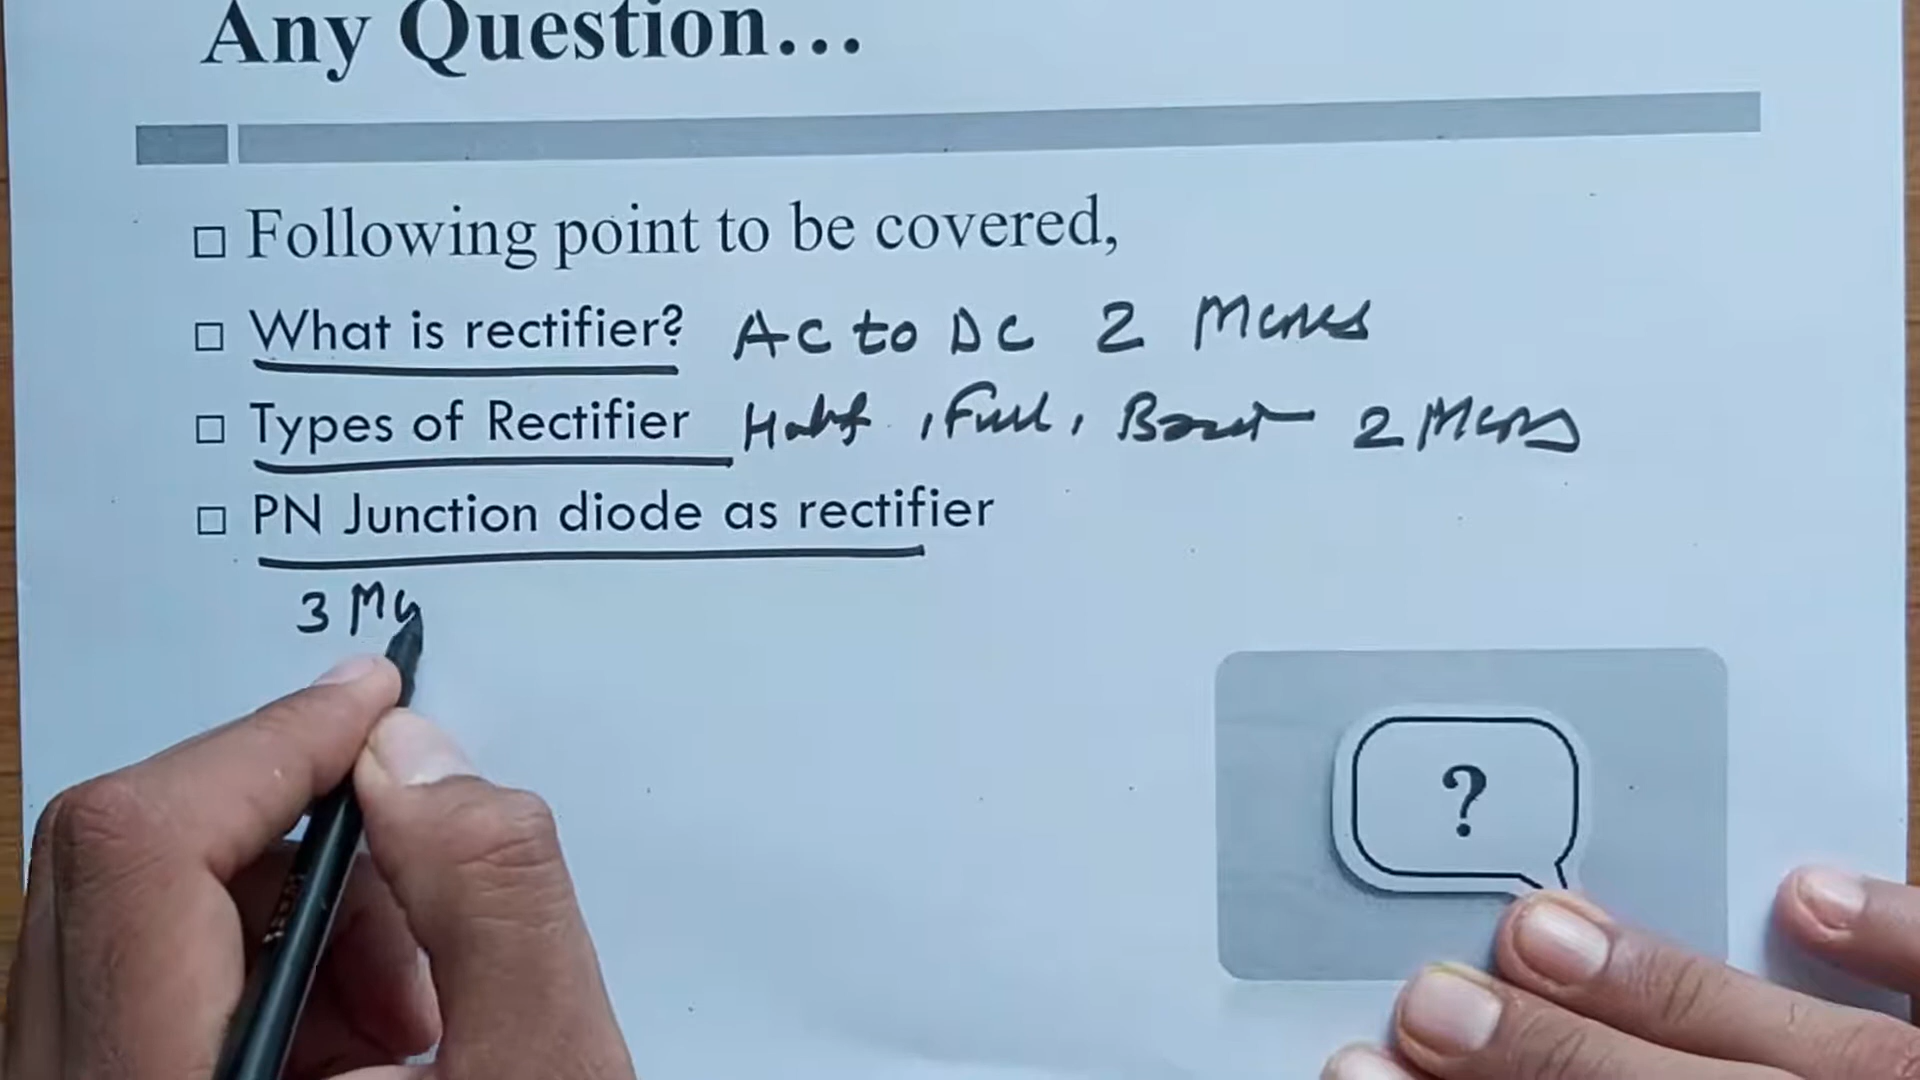 Any Question...
Following point to be covered,
What is rectifier? AC to DC 2 Marks
Types of Rectifier Half, Full, 2 Marks
PN Junction diode as rectifier
3 Ma
?